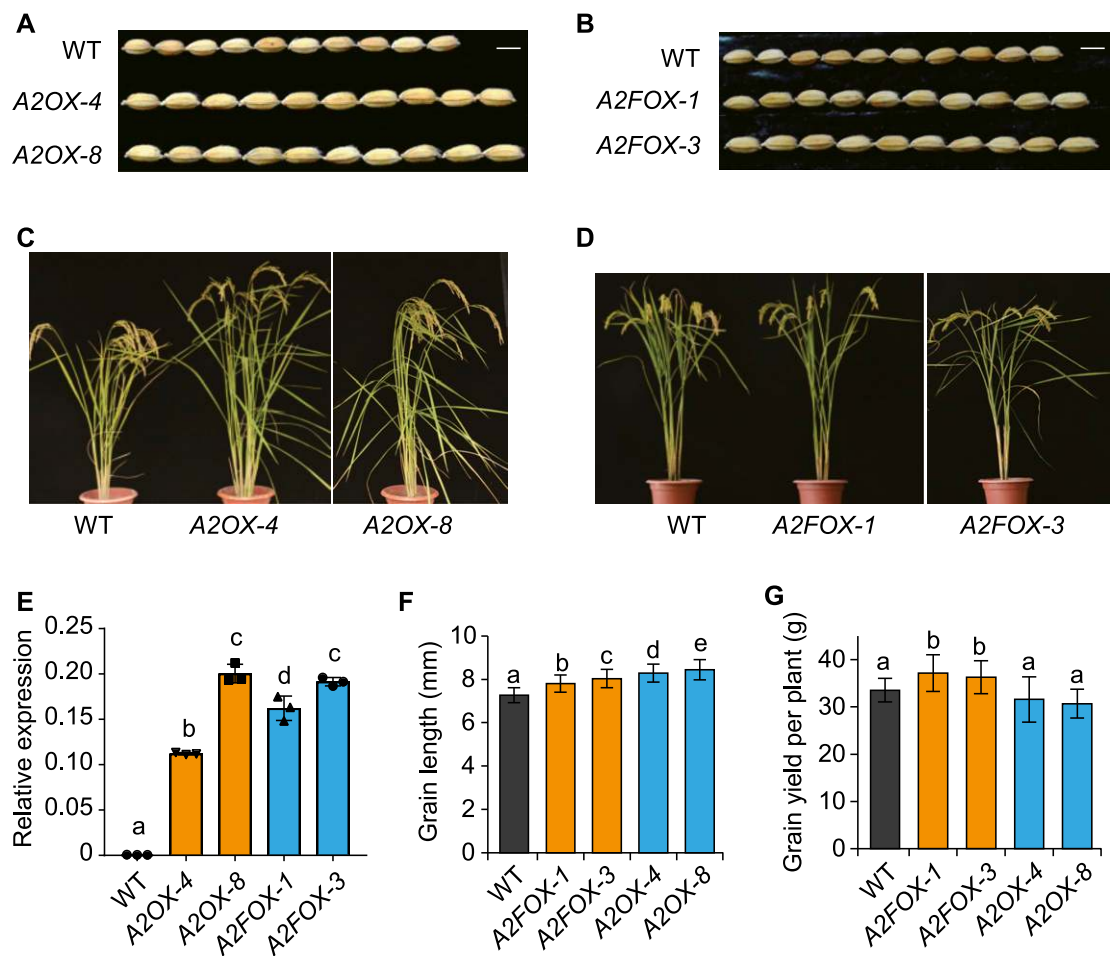 A
WT
A2OX-4
A2OX-8
B
WT
A2FOX-1
A2FOX-3
C
WT
A2OX-4
A2OX-8
D
WT
A2FOX-1
A2FOX-3
E
Relative expression
0.25
0.20
0.15
0.10
0.05
0
a
b
c
d
c
WT
A2OX-4
A2OX-8
A2FOX-1
A2FOX-3
F
Grain length (mm)
10
8
6
4
2
0
a
b
c
d
e
WT
A2FOX-1
A2FOX-3
A2OX-4
A2OX-8
G
Grain yield per plant (g)
40
30
20
10
0
a
b
b
a
a
WT
A2FOX-1
A2FOX-3
A2OX-4
A2OX-8